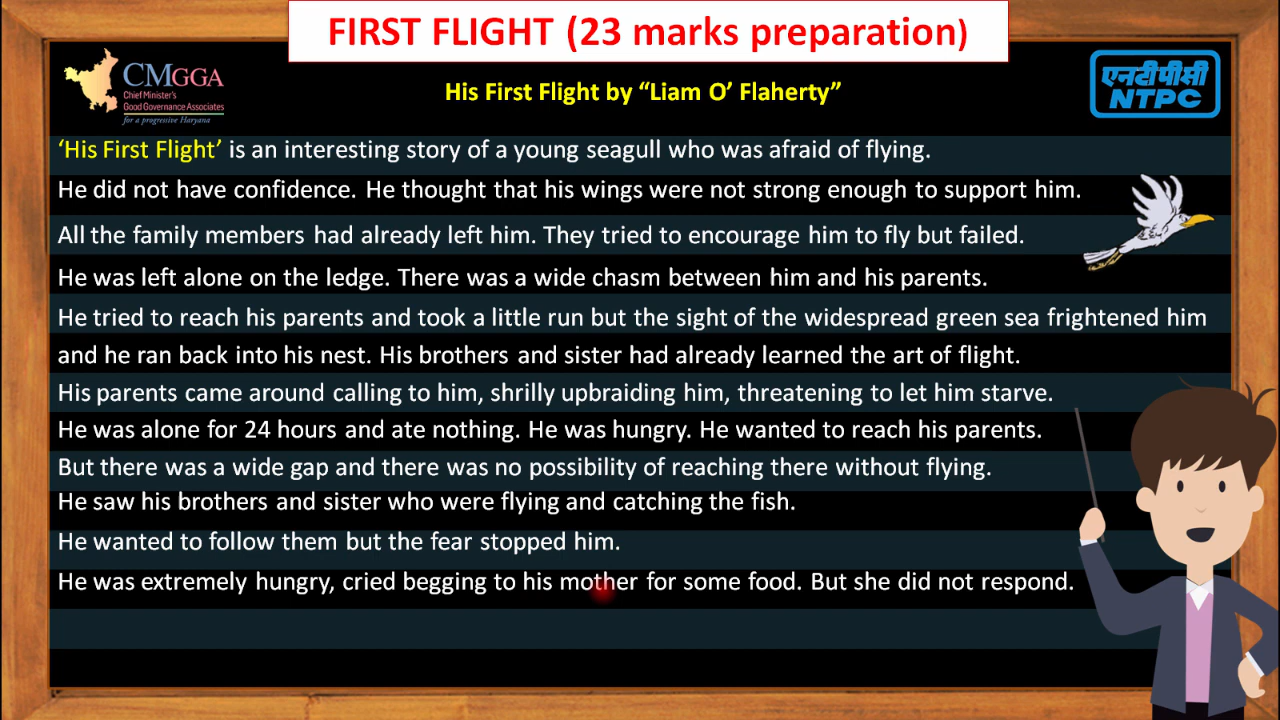 FIRST FLIGHT (23 marks preparation)
CMGGA
Chief Minister's
Good Governance Associates
for a progressive Haryana
His First Flight by “Liam O’ Flaherty”
एनटीपीसी
NTPC
‘His First Flight’ is an interesting story of a young seagull who was afraid of flying.
He did not have confidence. He thought that his wings were not strong enough to support him.
All the family members had already left him. They tried to encourage him to fly but failed.
He was left alone on the ledge. There was a wide chasm between him and his parents.
He tried to reach his parents and took a little run but the sight of the widespread green sea frightened him
and he ran back into his nest. His brothers and sister had already learned the art of flight.
His parents came around calling to him, shrilly upbraiding him, threatening to let him starve.
He was alone for 24 hours and ate nothing. He was hungry. He wanted to reach his parents.
But there was a wide gap and there was no possibility of reaching there without flying.
He saw his brothers and sister who were flying and catching the fish.
He wanted to follow them but the fear stopped him.
He was extremely hungry, cried begging to his mother for some food. But she did not respond.